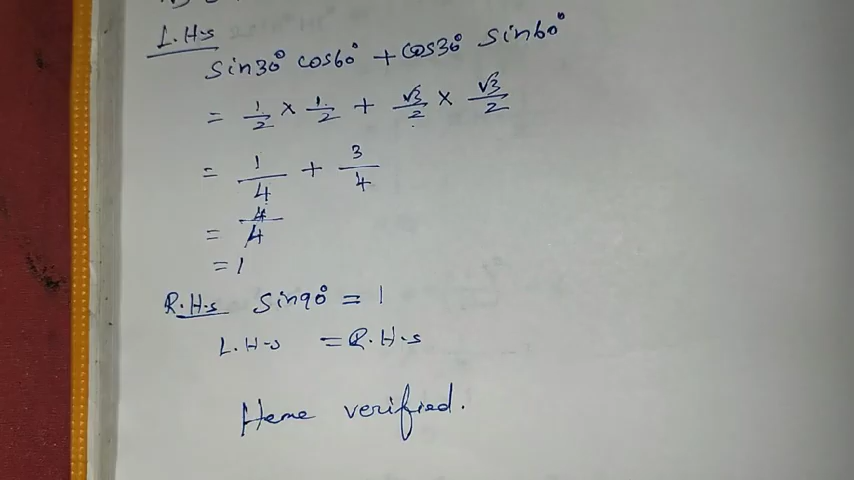 L.H.s
sin30° cos60° + cos30° sin60°
= 1/2 × 1/2 + √3/2 × √3/2
= 1/4 + 3/4
= 4/4
= 1
R.H.s sin90° = 1
L.H.s = R.H.s
Hence verified.